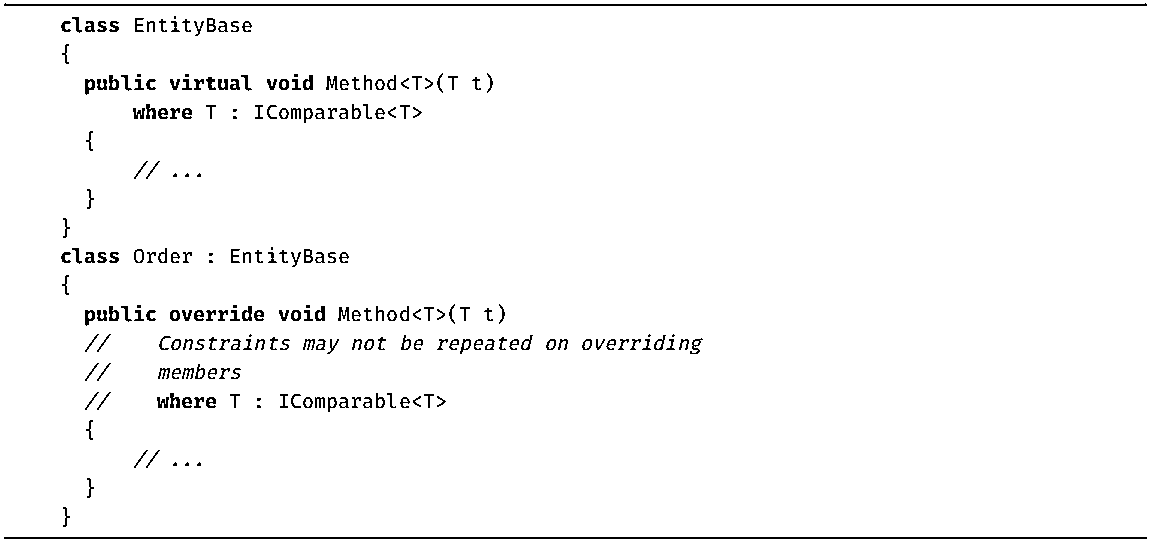 class EntityBase
{
  public virtual void Method<T>(T t)
      where T : IComparable<T>
  {
      // ...
  }
}
class Order : EntityBase
{
  public override void Method<T>(T t)
  //    Constraints may not be repeated on overriding
  //    members
  //    where T : IComparable<T>
  {
      // ...
  }
}